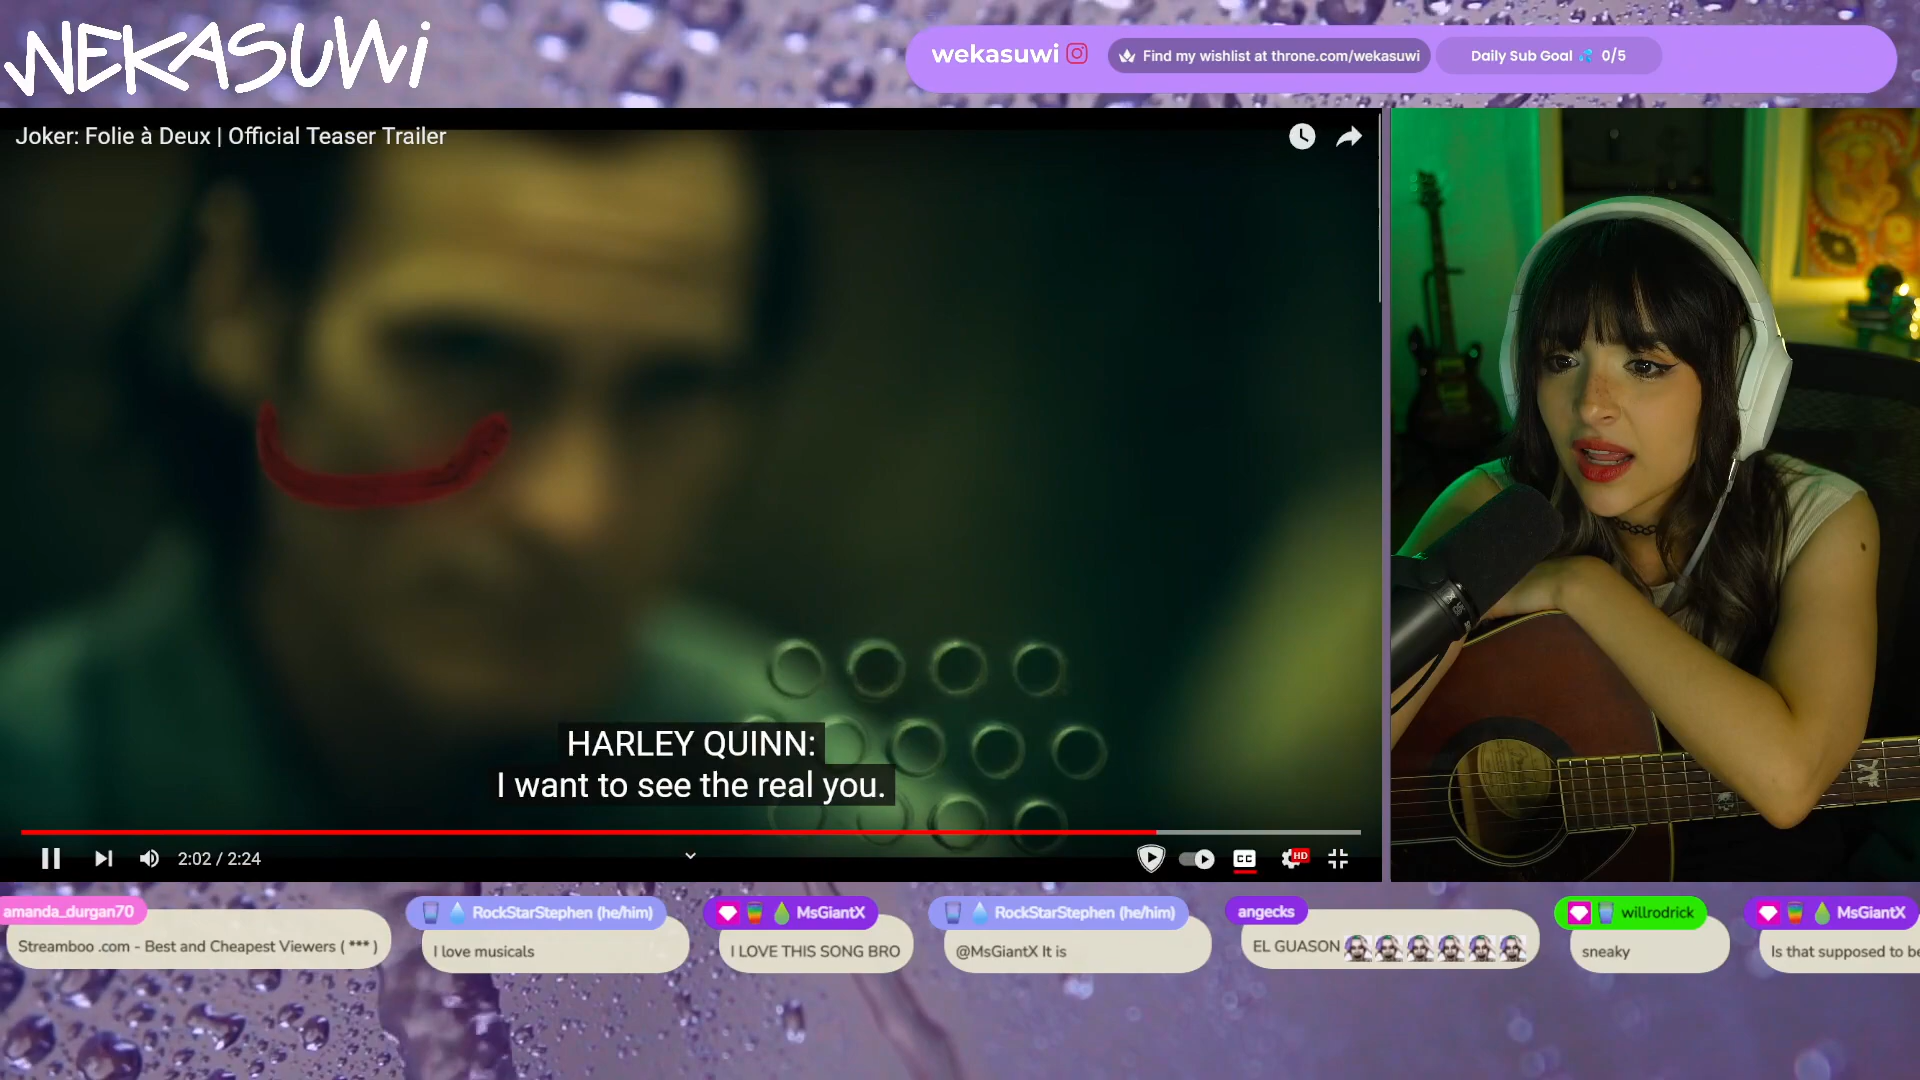 WEKASUWi
wekasuwi
Find my wishlist at throne.com/wekasuwi
Daily Sub Goal 💦 0/5
Joker: Folie à Deux | Official Teaser Trailer
HARLEY QUINN:
I want to see the real you.
2:02 / 2:24
CC
HD
amanda_durgan70
Streamboo .com - Best and Cheapest Viewers ( *** )
RockStarStephen (he/him)
I love musicals
MsGiantX
I LOVE THIS SONG BRO
RockStarStephen (he/him)
@MsGiantX It is
angecks
EL GUASON
willrodrick
sneaky
MsGiantX
Is that supposed to be